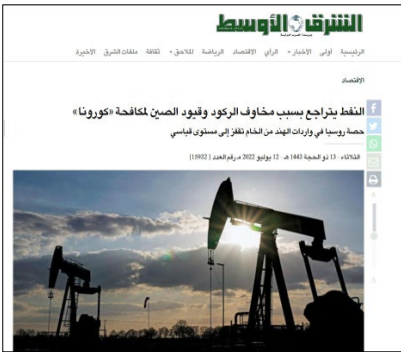 الشرق الأوسط
الرئيسية أولى الأخبار الرأي الاقتصاد الرياضة الملاحق ثقافة ملفات الشرق الأخيرة
الاقتصاد
النفط يتراجع بسبب مخاوف الركود وقيود الصين لمكافحة «كورونا»
حصة روسيا في واردات الهند من الخام تقفز إلى مستوى قياسي
الثلاثاء - 13 ذو الحجة 1443 هـ - 12 يوليو 2022 مـ رقم العدد [15932]